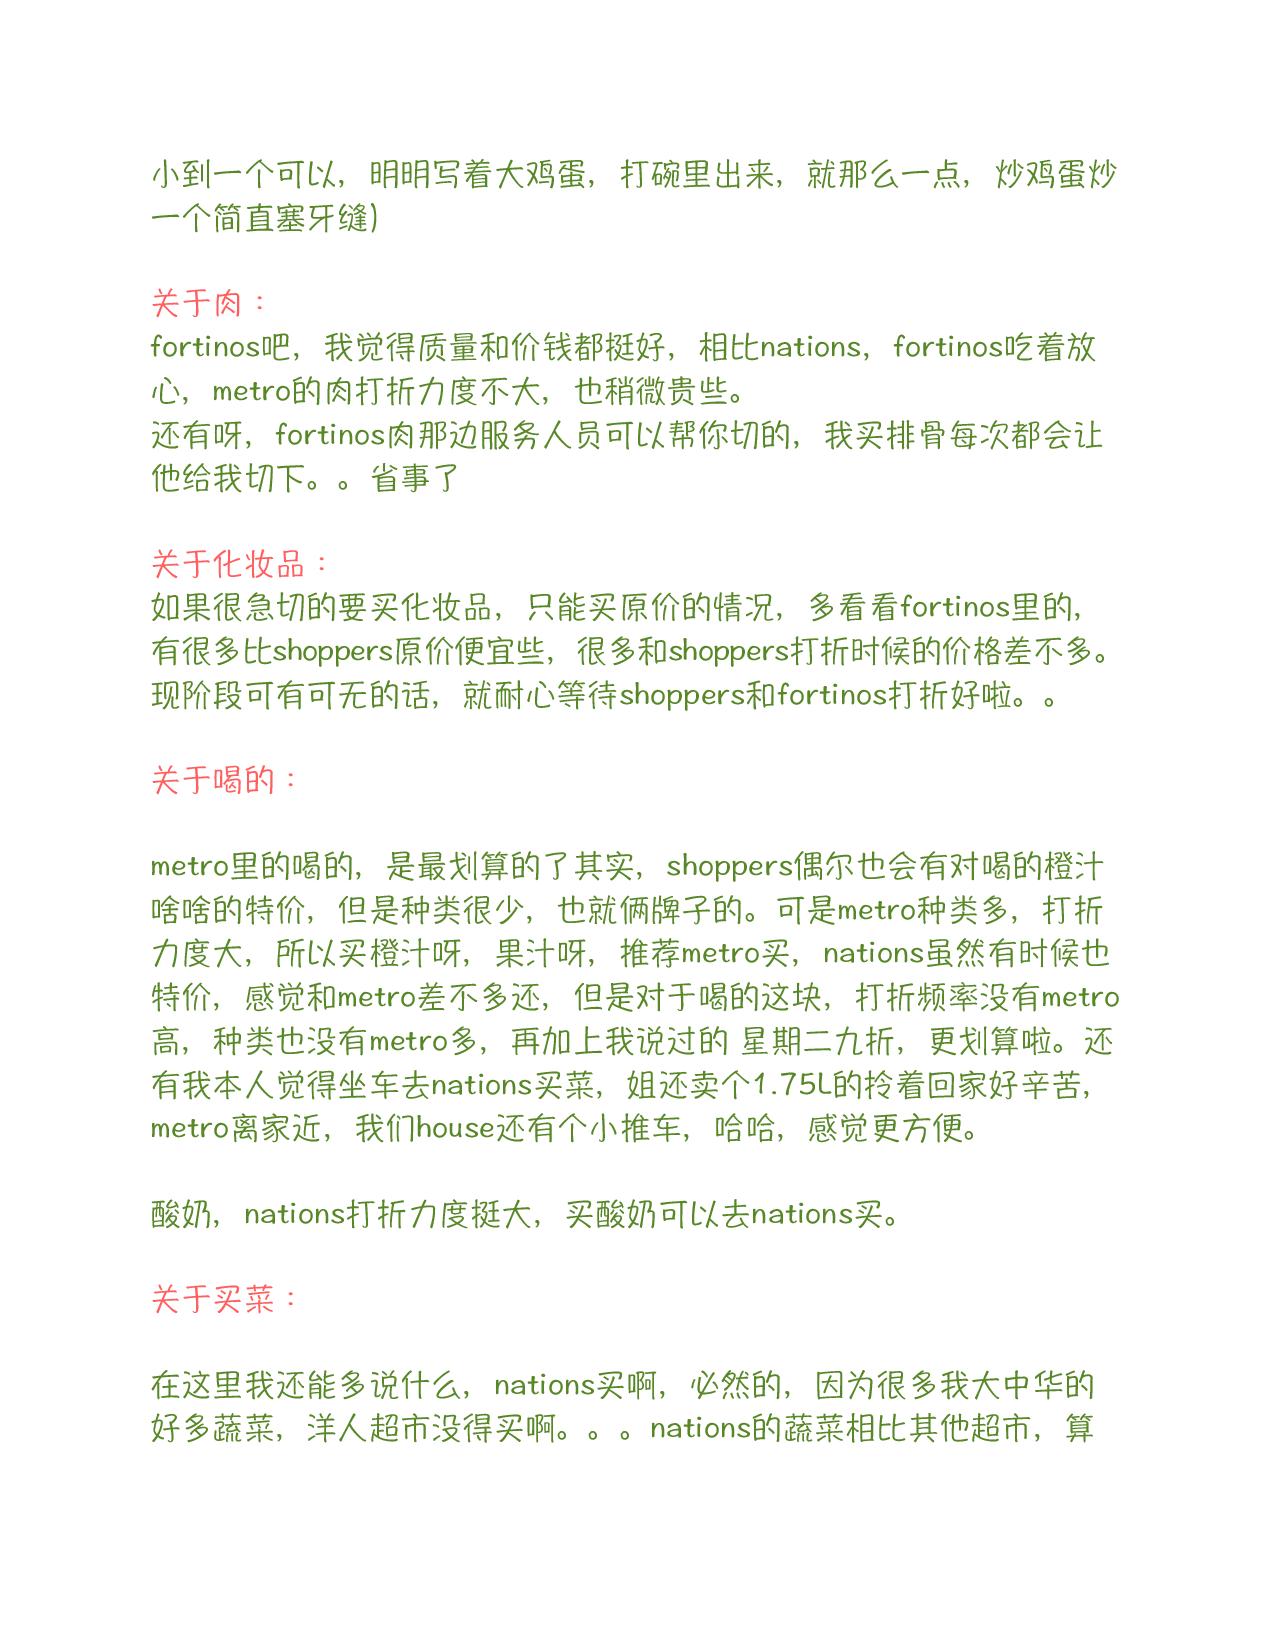 小到一个可以，明明写着大鸡蛋，打碗里出来，就那么一点，炒鸡蛋炒
一个简直塞牙缝）
关于肉：
fortinos吧，我觉得质量和价钱都挺好，相比nations，fortinos吃着放
心，metro的肉打折力度不大，也稍微贵些。
还有呀，fortinos肉那边服务人员可以帮你切的，我买排骨每次都会让
他给我切下。。省事了
关于化妆品：
如果很急切的要买化妆品，只能买原价的情况，多看看fortinos里的，
有很多比shoppers原价便宜些，很多和shoppers打折时候的价格差不多。
现阶段可有可无的话，就耐心等待shoppers和fortinos打折好啦。。
关于喝的：
metro里的喝的，是最划算的了其实，shoppers偶尔也会有对喝的橙汁
啥啥的特价，但是种类很少，也就俩牌子的。可是metro种类多，打折
力度大，所以买橙汁呀，果汁呀，推荐metro买，nations虽然有时候也
特价，感觉和metro差不多还，但是对于喝的这块，打折频率没有metro
高，种类也没有metro多，再加上我说过的 星期二九折，更划算啦。还
有我本人觉得坐车去nations买菜，姐还卖个1.75L的拎着回家好辛苦，
metro离家近，我们house还有个小推车，哈哈，感觉更方便。
酸奶，nations打折力度挺大，买酸奶可以去nations买。
关于买菜：
在这里我还能多说什么，nations买啊，必然的，因为很多我大中华的
好多蔬菜，洋人超市没得买啊。。。nations的蔬菜相比其他超市，算